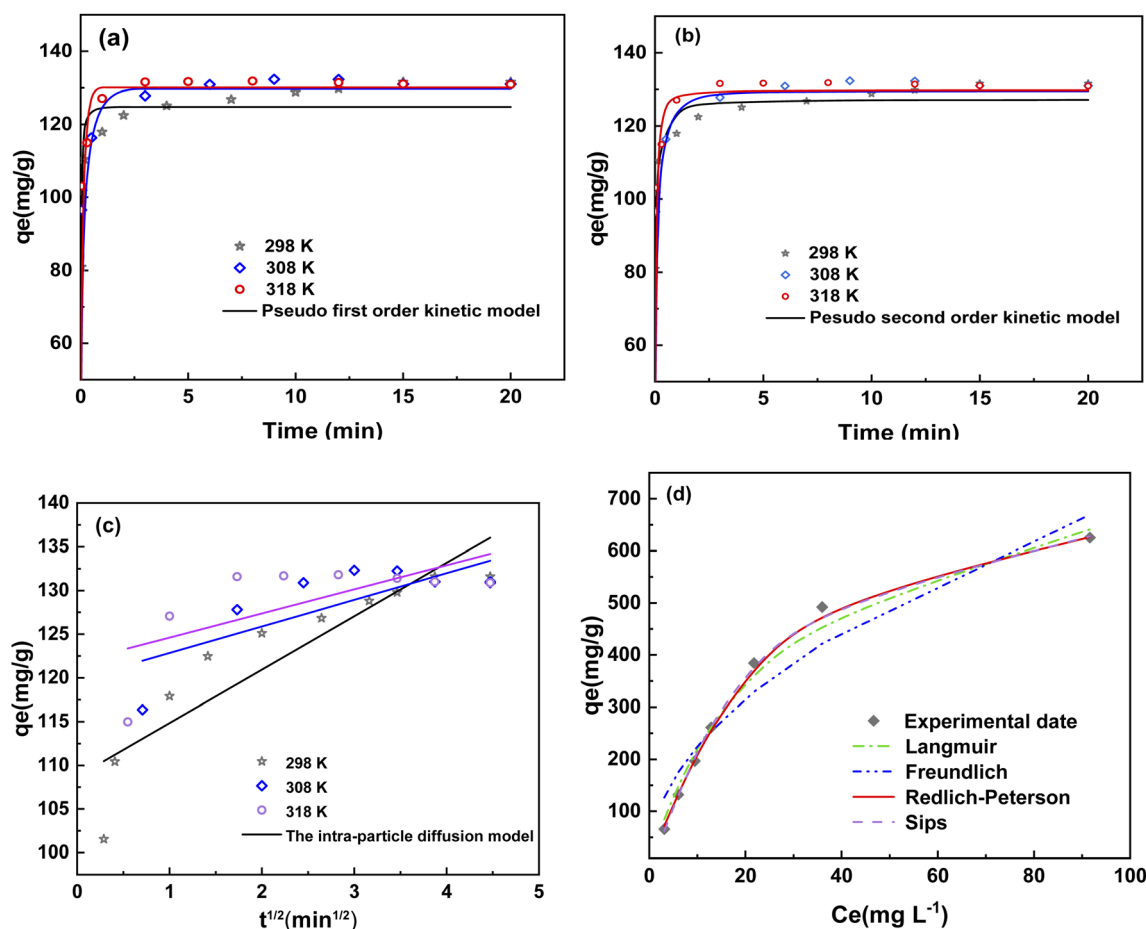 (a)
140
120
100
80
60
qe(mg/g)
298 K
308 K
318 K
Pseudo first order kinetic model
0 5 10 15 20
Time (min)
(b)
140
120
100
80
60
qe(mg/g)
298 K
308 K
318 K
Pesudo second order kinetic model
0 5 10 15 20
Time (min)
(c)
140
135
130
125
120
115
110
105
100
qe(mg/g)
298 K
308 K
318 K
The intra-particle diffusion model
0 1 2 3 4 5
t1/2(min1/2)
(d)
700
600
500
400
300
200
100
0
qe(mg/g)
Experimental date
Langmuir
Freundlich
Redlich-Peterson
Sips
0 20 40 60 80 100
Ce(mg L-1)